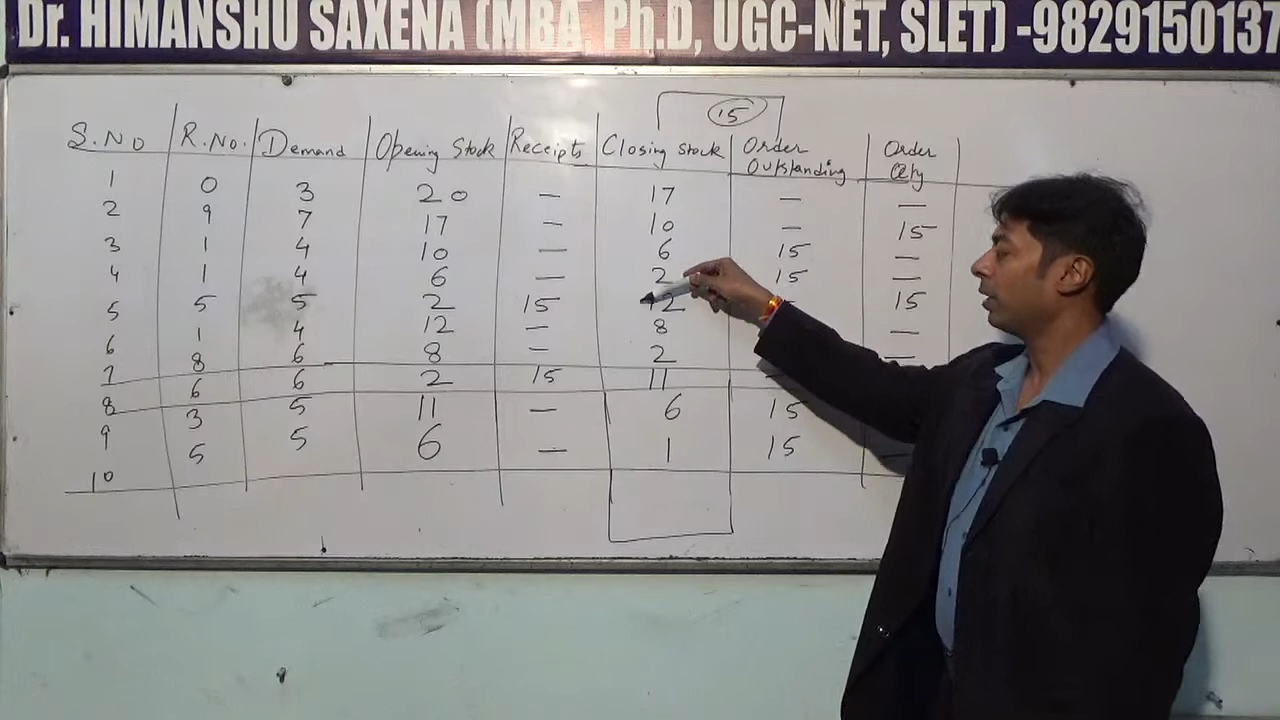 Dr. HIMANSHU SAXENA (MBA, Ph.D, UGC-NET, SLET) -9829150137
15
S.NO R.No. Demand Opening Stock Receipts Closing stock Order Outstanding Order Qty
1 0 3 20 — 17 — —
2 9 7 17 — 10 — 15
3 1 4 10 — 6 15 —
4 1 4 6 — 2 15 —
5 5 5 2 15 12 15
6 1 4 12 — 8 —
7 8 6 8 — 2 —
8 6 6 2 15 11 —
9 3 5 11 — 6 15
10 5 5 6 — 1 15 —